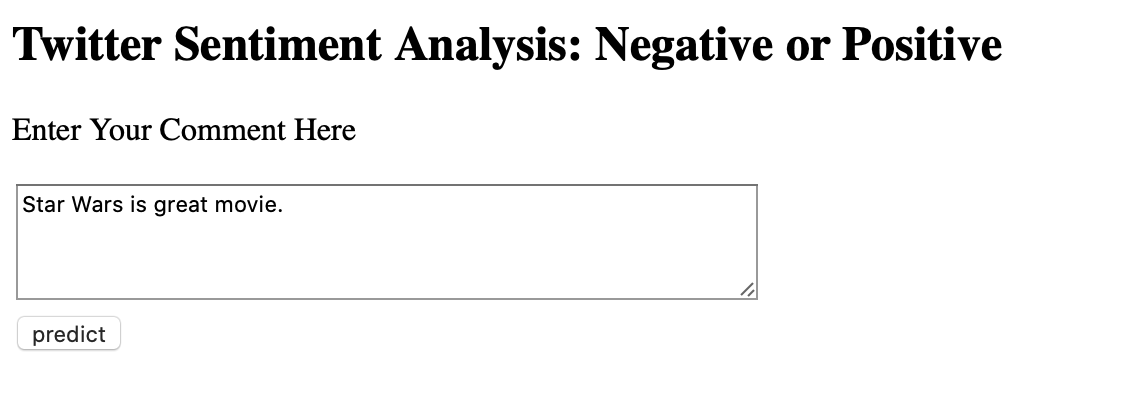 Twitter Sentiment Analysis: Negative or Positive
Enter Your Comment Here
Star Wars is great movie.
predict